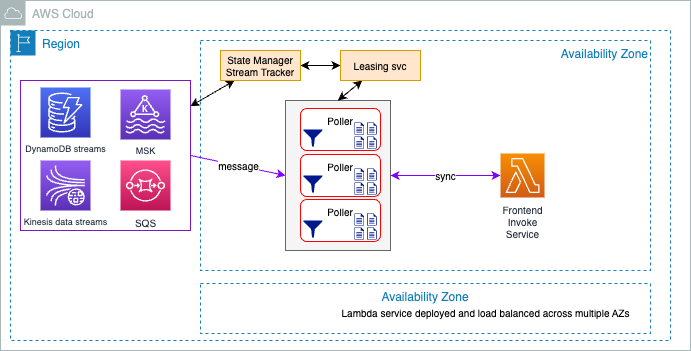 AWS Cloud
Region
Availability Zone
State Manager
Stream Tracker
Leasing svc
DynamoDB streams
MSK
Kinesis data streams
SQS
message
K
Poller
Poller
Poller
sync
Frontend
Invoke
Service
Availability Zone
Lambda service deployed and load balanced across multiple AZs